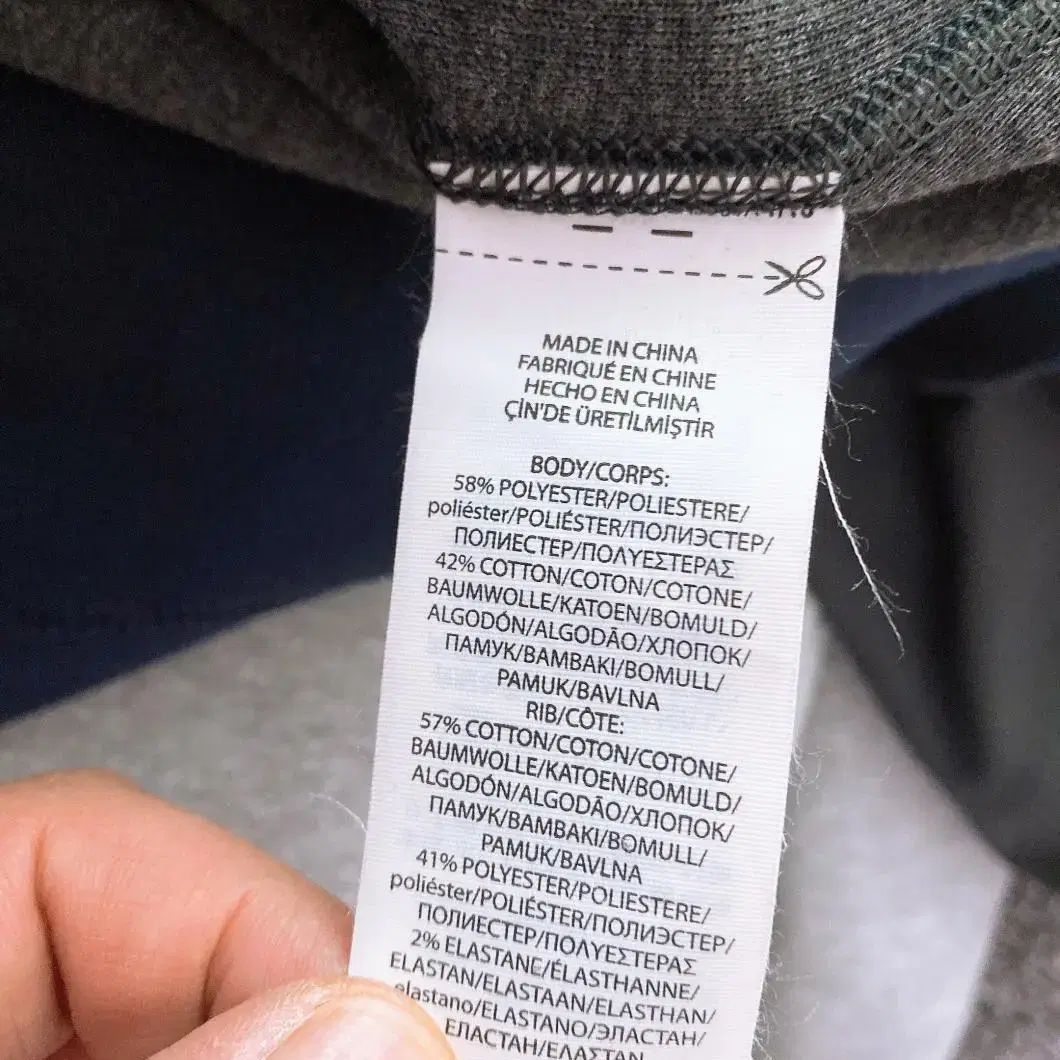 MADE IN CHINA
FABRIQUÉ EN CHINE
HECHO EN CHINA
ÇİN'DE ÜRETİLMİŞTİR
BODY/CORPS:
58% POLYESTER/POLIESTERE/
poliéster/POLIÉSTER/ПОЛИЭСТЕР/
ПОЛИЕСТЕР/ΠΟΛΥΕΣΤΕΡΑΣ
42% COTTON/COTON/COTONE/
BAUMWOLLE/KATOEN/BOMULD/
ALGODÓN/ALGODÃO/ХЛОПОК/
ПАМУК/ΒΑΜΒΑΚΙ/BOMULL/
PAMUK/BAVLNA
RIB/CÔTE:
57% COTTON/COTON/COTONE/
BAUMWOLLE/KATOEN/BOMULD/
ALGODÓN/ALGODÃO/ХЛОПОК/
ПАМУК/ΒΑΜΒΑΚΙ/BOMULL/
PAMUK/BAVLNA
41% POLYESTER/POLIESTERE/
poliéster/POLIÉSTER/ПОЛИЭСТЕР/
ПОЛИЕСТЕР/ΠΟΛΥΕΣΤΕΡΑΣ
2% ELASTANE/ÉLASTHANNE/
ELASTAN/ELASTAAN/ELASTHAN/
elastano/ELASTANO/ЭЛАСТАН/
ЕЛАСТАН/ΕΛΑΣΤΑΝ